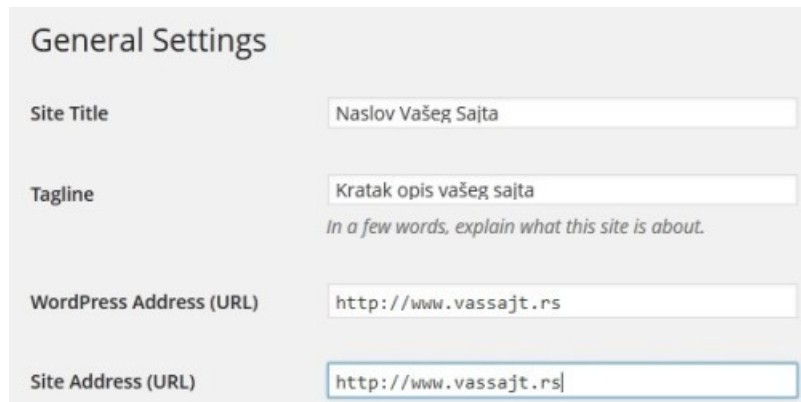 General Settings
Site Title Naslov Vašeg Sajta
Tagline Kratak opis vašeg sajta
In a few words, explain what this site is about.
WordPress Address (URL) http://www.vassajt.rs
Site Address (URL) http://www.vassajt.rs